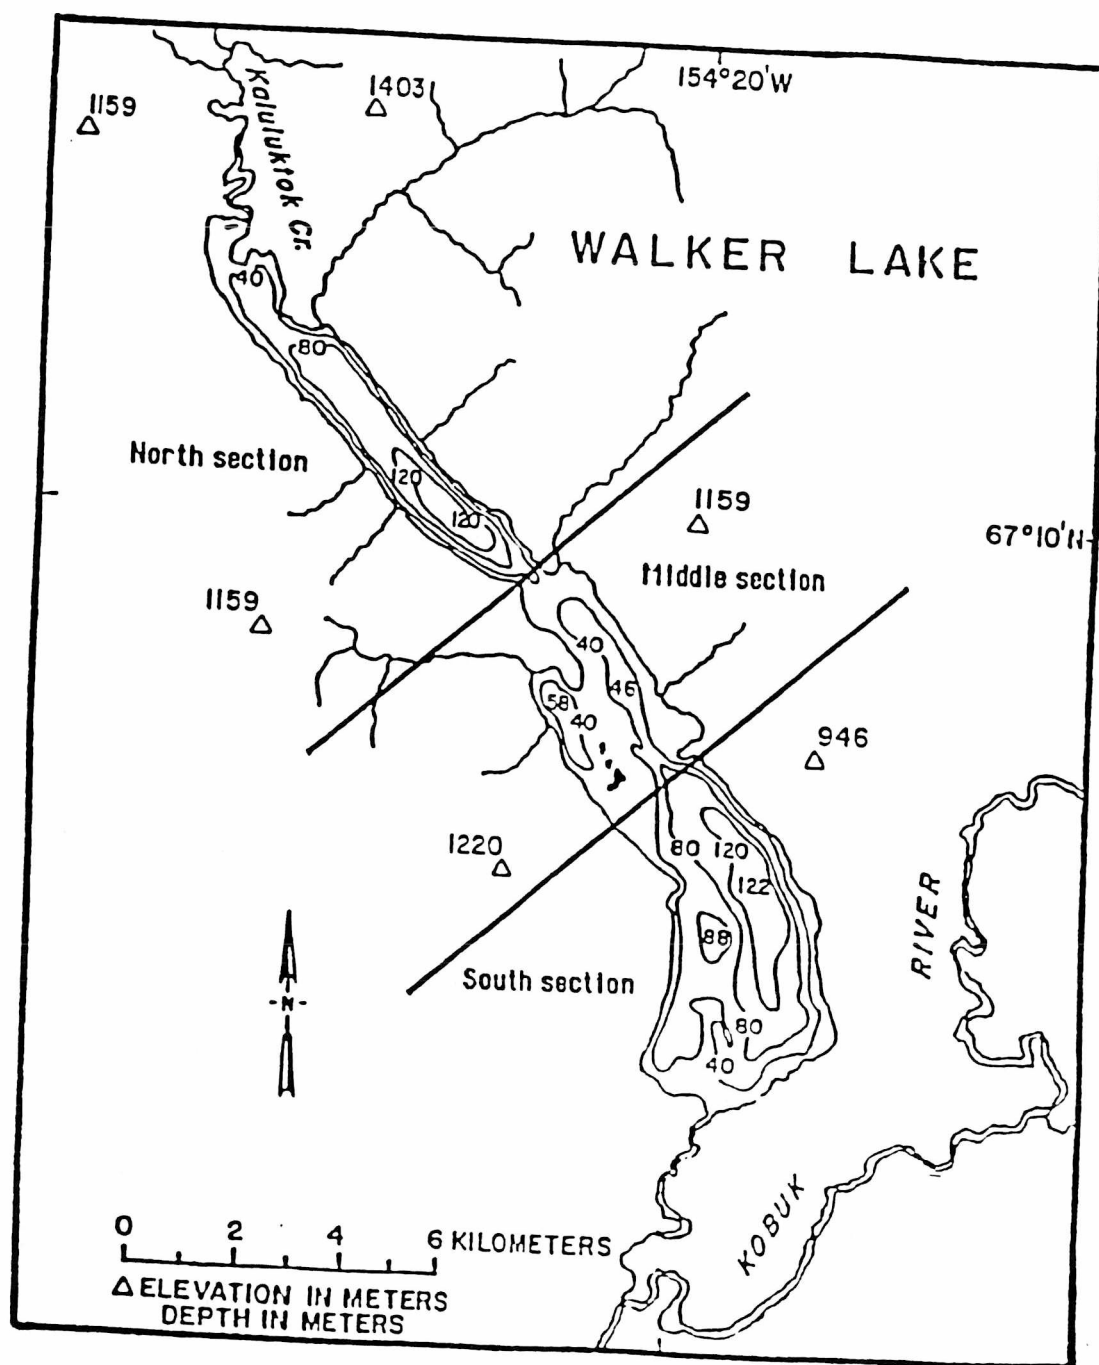 154°20'W
1403
1159
Kaluluktok Cr.
WALKER LAKE
40
80
North section
120
120
1159
67°10'N
Middle section
1159
40
46
58
40
946
1220
80
120
122
88
RIVER
South section
-N-
80
40
KOBUK
0 2 4 6 KILOMETERS
△ ELEVATION IN METERS
DEPTH IN METERS